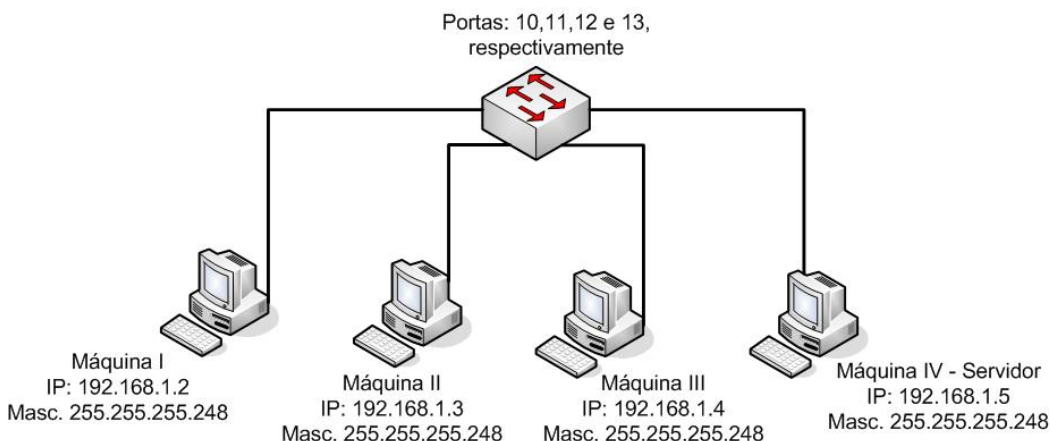 Portas: 10,11,12 e 13,
respectivamente
Máquina I
IP: 192.168.1.2
Masc. 255.255.255.248
Máquina II
IP: 192.168.1.3
Masc. 255.255.255.248
Máquina III
IP: 192.168.1.4
Masc. 255.255.255.248
Máquina IV - Servidor
IP: 192.168.1.5
Masc. 255.255.255.248